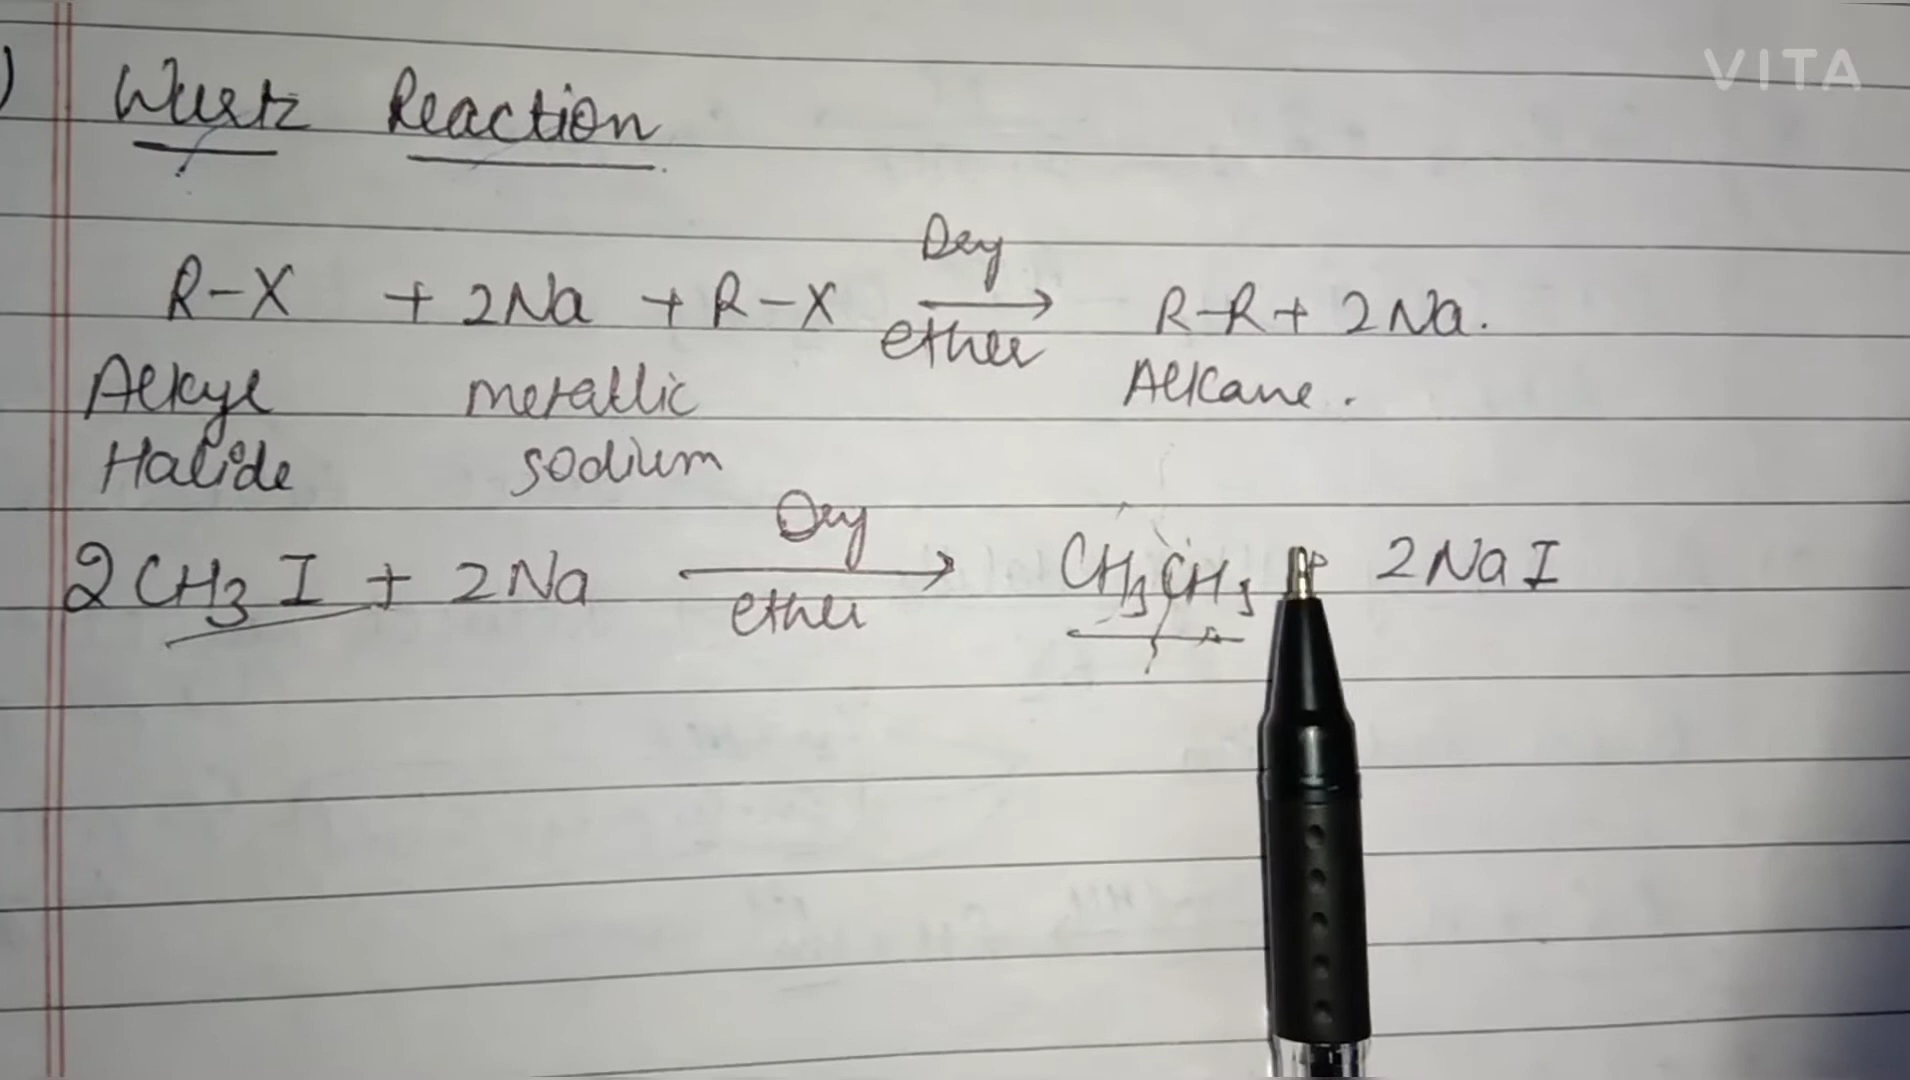 VITA
) Wurtz Reaction
Dry
R-X + 2Na + R-X → R-R + 2Na.
ether
Alkyl metallic Alkane.
Halide sodium
Dry
2CH3I + 2Na → CH3CH3 + 2NaI
ether